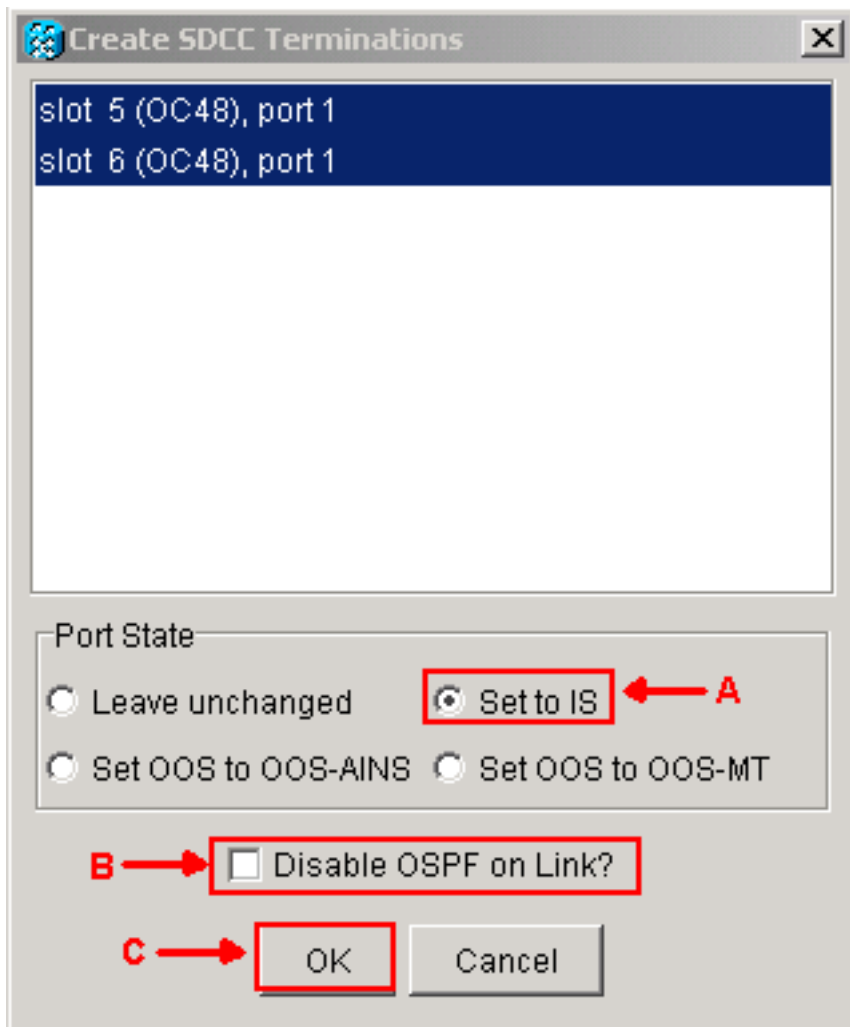 Create SDCC Terminations
slot 5 (OC48), port 1
slot 6 (OC48), port 1
Port State
Leave unchanged
Set to IS
A
Set OOS to OOS-AINS
Set OOS to OOS-MT
B
Disable OSPF on Link?
C
OK
Cancel